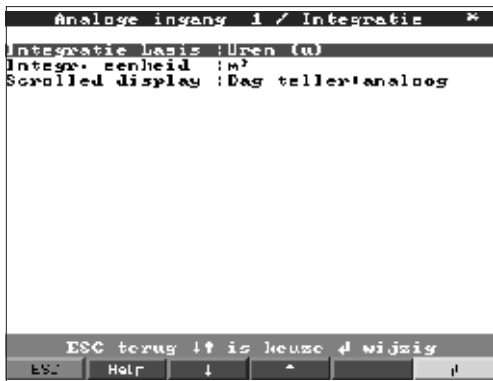 Analoge ingang 1 / Integratie *
Integratie basis :Uren (u)
Integr. eenheid :m³
Scrolled display :Dag teller+analoog
ESC terug ↓↑ is keuze ↲ wijzig
ESC Help ↓ ↑ ↲